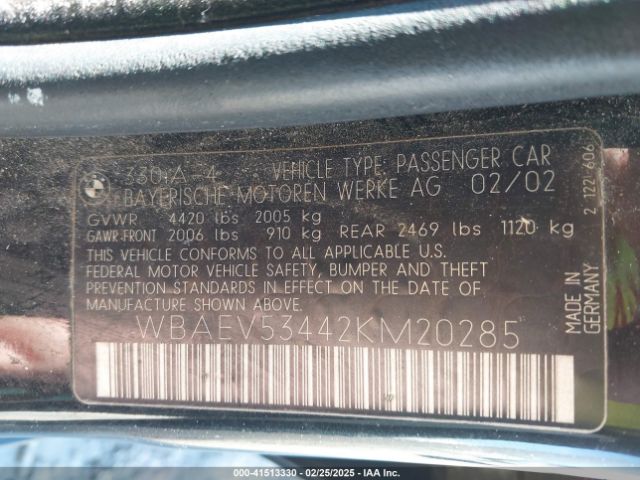 330iA-4 VEHICLE TYPE: PASSENGER CAR
BAYERISCHE MOTOREN WERKE AG 02/02
GVWR 4420 lbs 2005 kg
GAWR-FRONT 2006 lbs 910 kg REAR 2469 lbs 1120 kg
THIS VEHICLE CONFORMS TO ALL APPLICABLE U.S.
FEDERAL MOTOR VEHICLE SAFETY, BUMPER AND THEFT
PREVENTION STANDARDS IN EFFECT ON THE DATE OF
MANUFACTURE SHOWN ABOVE.
WBAEV53442KM20285
MADE IN
GERMANY
2 122 606
000-41513330 - 02/25/2025 - IAA Inc.